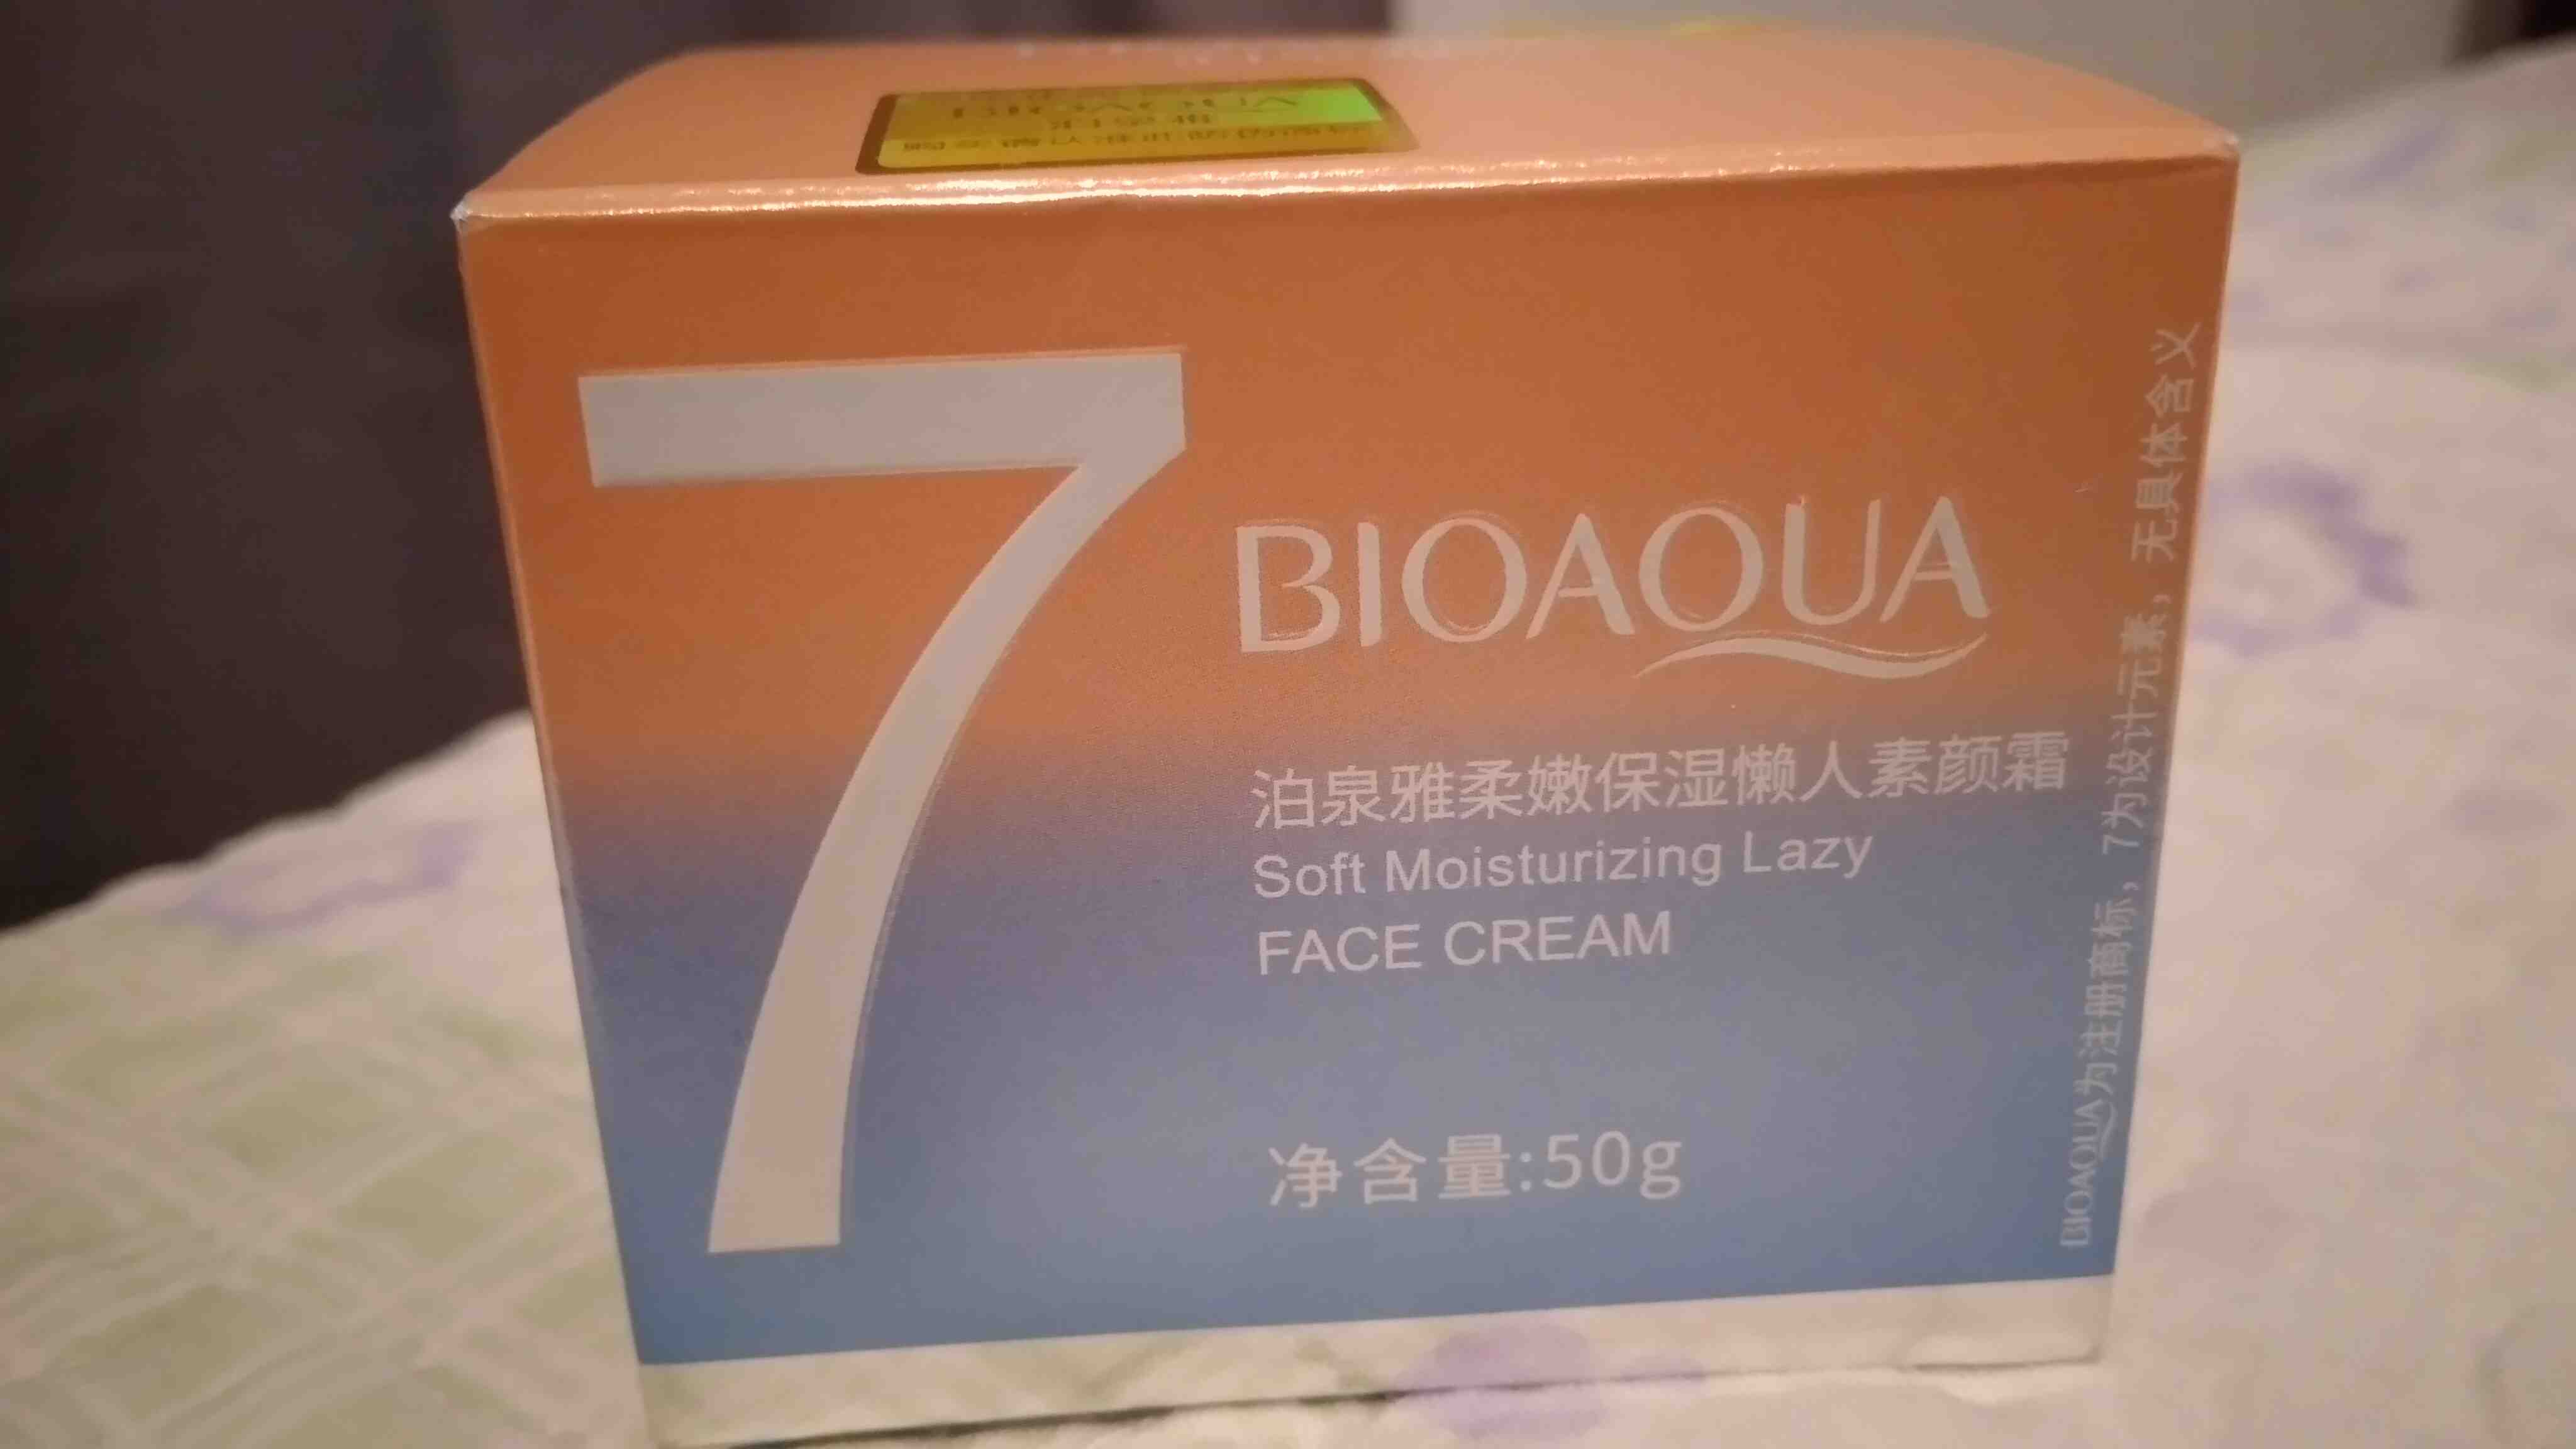 7
BIOAQUA
泊泉雅柔嫩保湿懒人素颜霜
Soft Moisturizing Lazy
FACE CREAM
净含量:50g
BIOAQUA为注册商标，7为设计元素，无具体含义